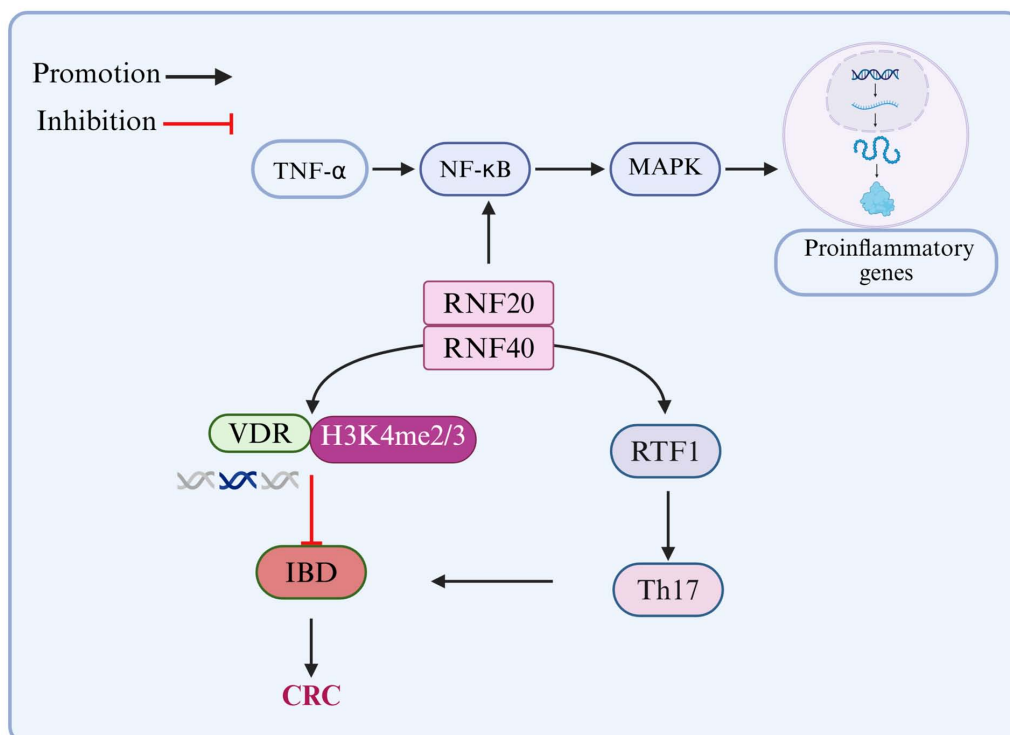 Promotion
Inhibition
TNF-α
NF-κB
MAPK
Proinflammatory
genes
RNF20
RNF40
VDR
H3K4me2/3
RTF1
IBD
Th17
CRC